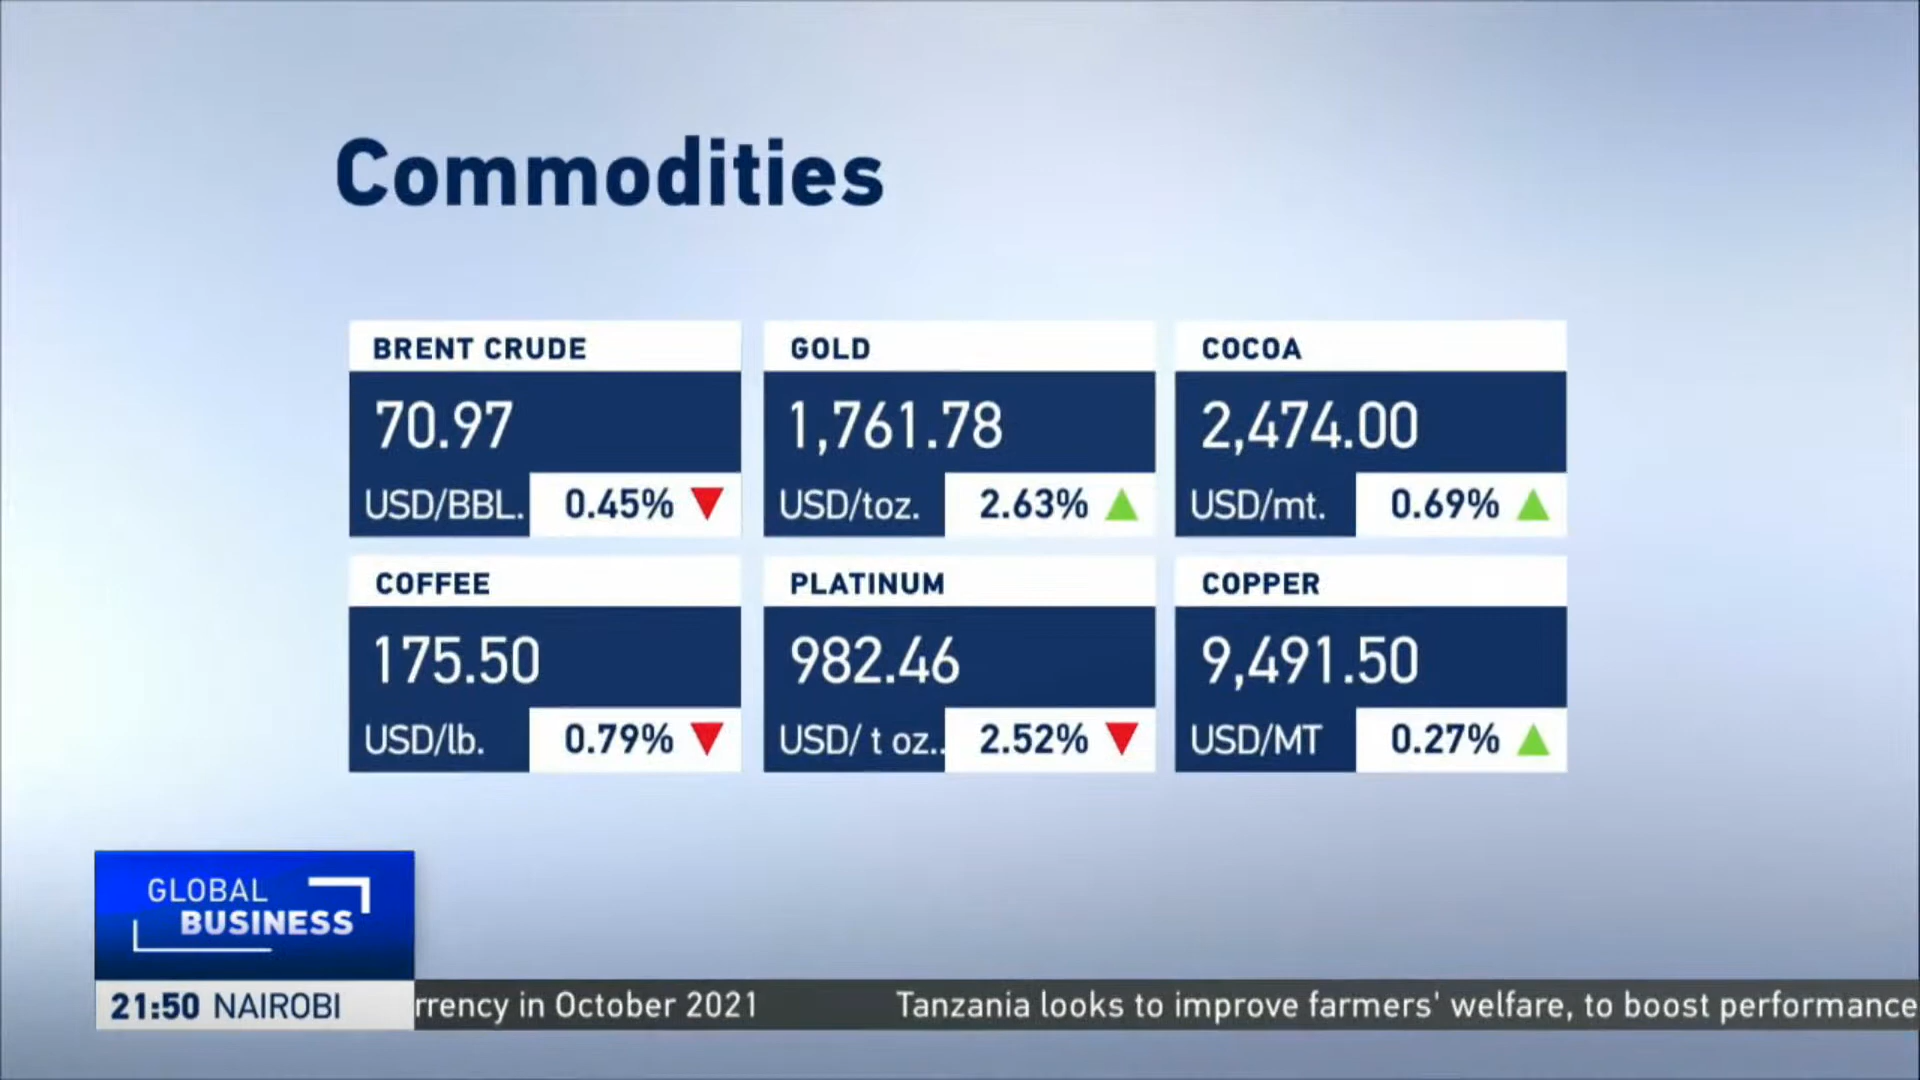 Commodities
BRENT CRUDE
70.97
USD/BBL.
0.45%
GOLD
1,761.78
USD/toz.
2.63%
COCOA
2,474.00
USD/mt.
0.69%
COFFEE
175.50
USD/lb.
0.79%
PLATINUM
982.46
USD/ t oz..
2.52%
COPPER
9,491.50
USD/MT
0.27%
GLOBAL
BUSINESS
21:50 NAIROBI
rrency in October 2021 Tanzania looks to improve farmers' welfare, to boost performance